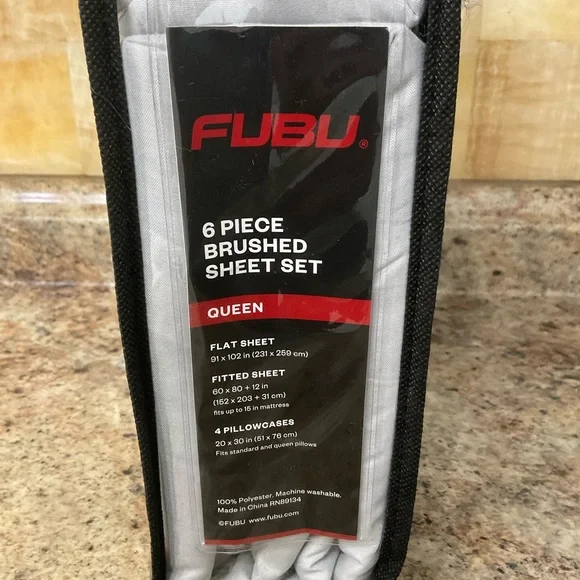 FUBU®
6 PIECE
BRUSHED
SHEET SET
QUEEN
FLAT SHEET
91 x 102 in (231 x 259 cm)
FITTED SHEET
60 x 80 + 12 in
(152 x 203 + 31 cm)
fits up to 15 in mattress
4 PILLOWCASES
20 x 30 in (51 x 76 cm)
Fits standard and queen pillows
100% Polyester. Machine washable.
Made in China RN89134
©FUBU www.fubu.com